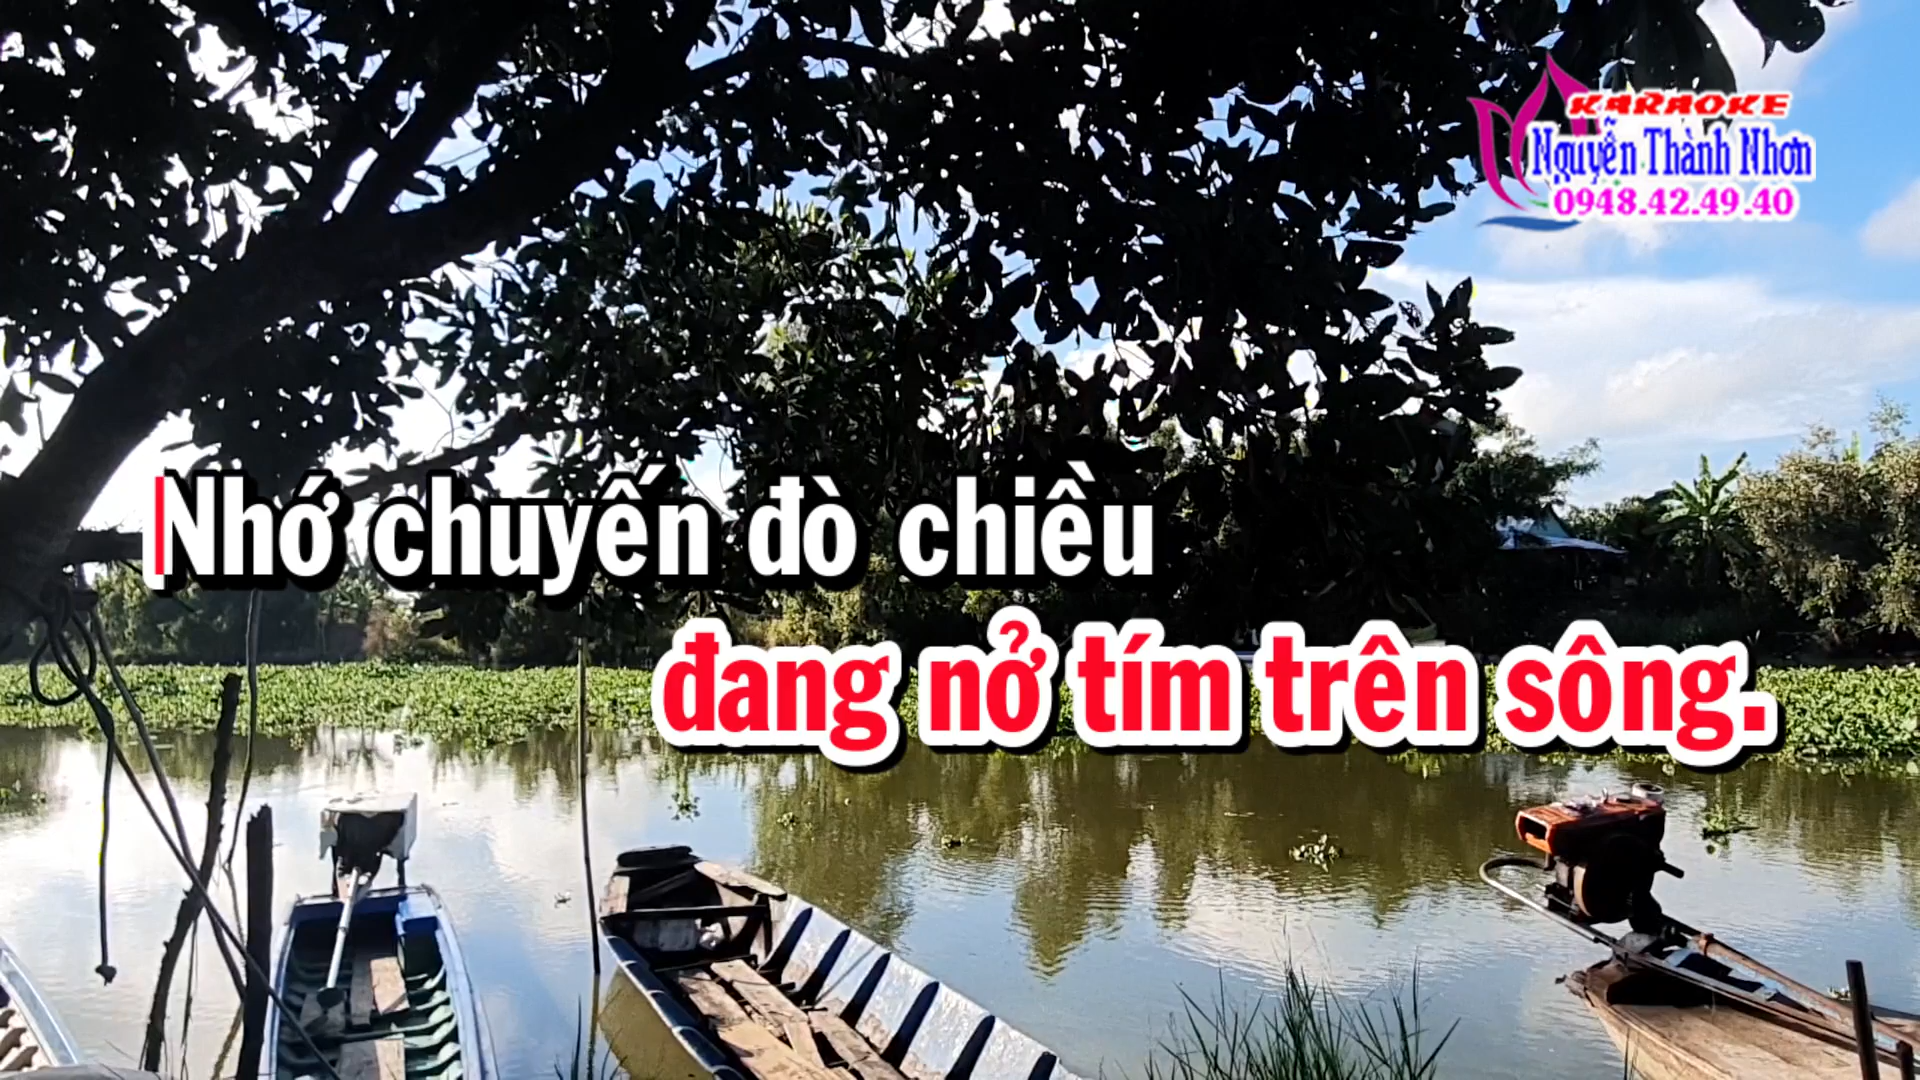 KARAOKE
Nguyễn Thành Nhơn
0948.42.49.40
Nhớ chuyến đò chiều
đang nở tím trên sông.